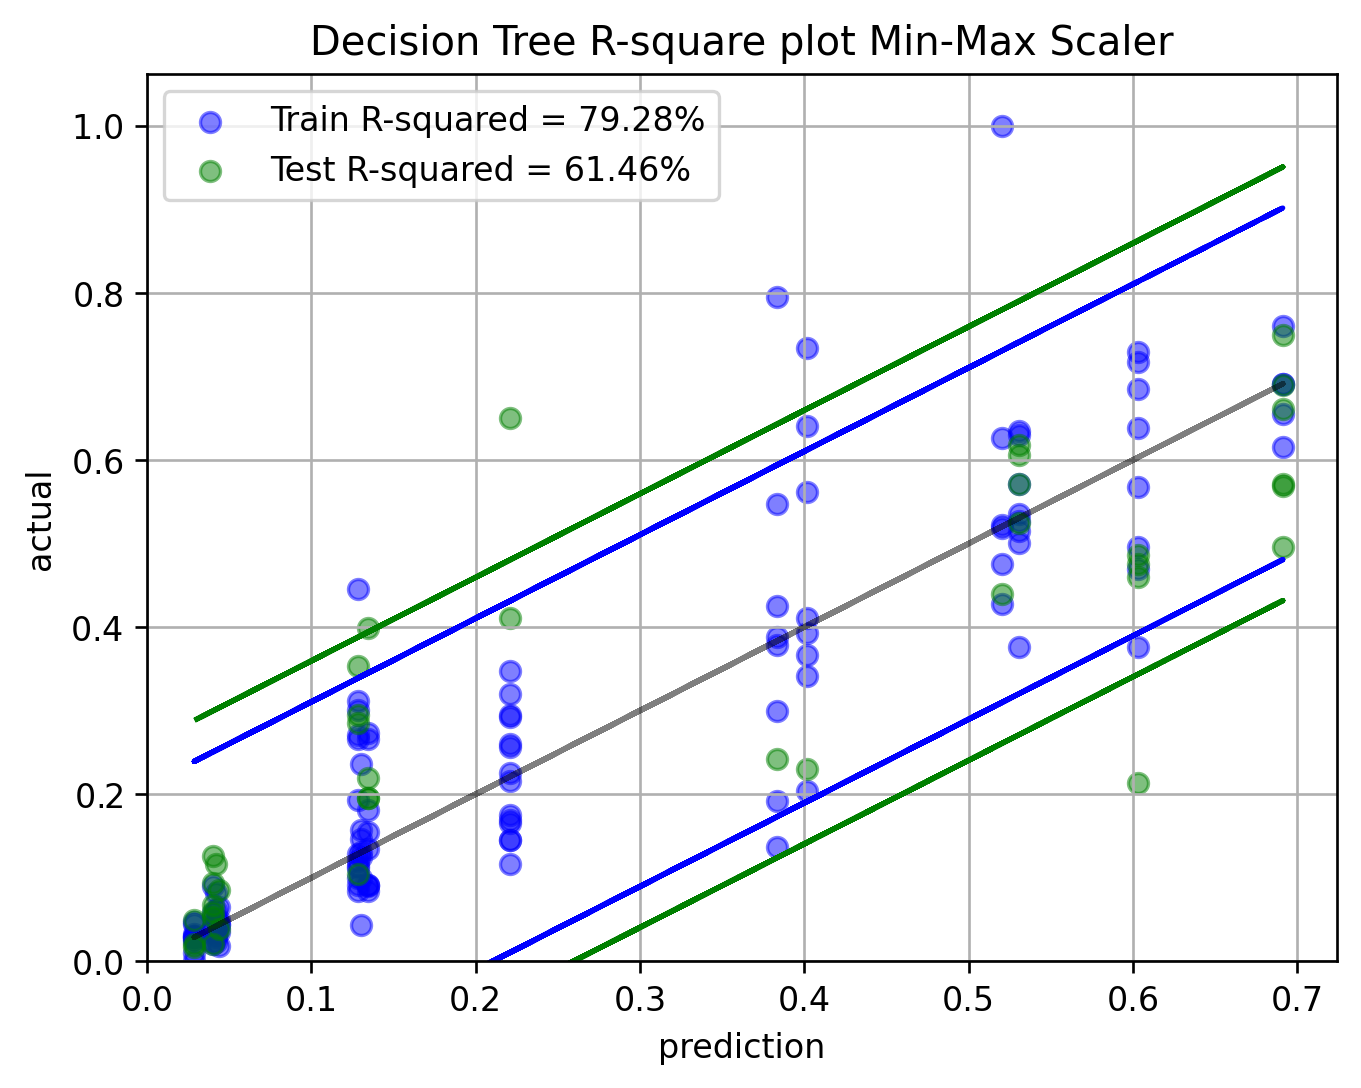 Decision Tree R-square plot Min-Max Scaler
Train R-squared = 79.28%
Test R-squared = 61.46%
1.0
0.8
0.6
0.4
0.2
0.0
actual
0.0 0.1 0.2 0.3 0.4 0.5 0.6 0.7
prediction